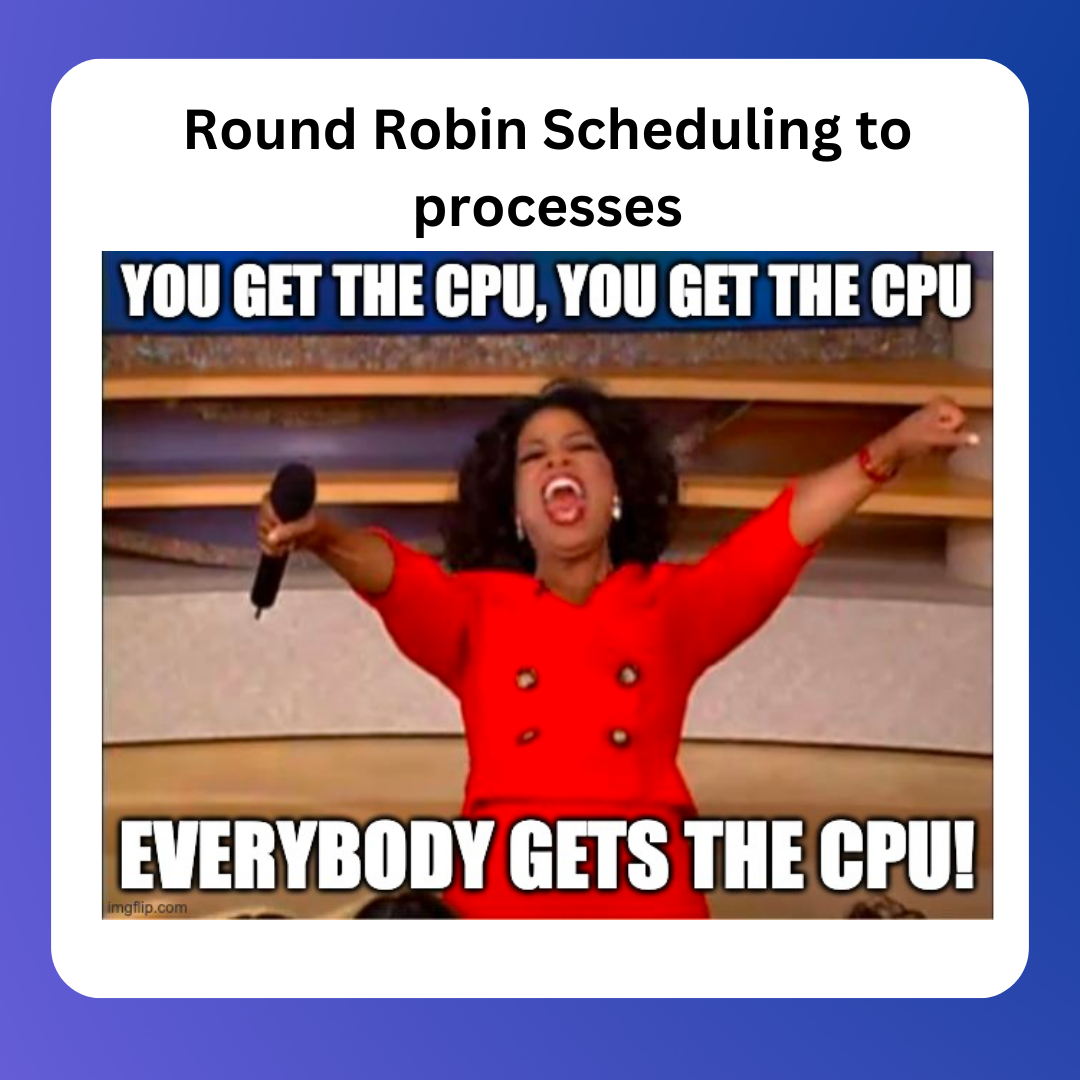 Round Robin Scheduling to
processes
YOU GET THE CPU, YOU GET THE CPU
EVERYBODY GETS THE CPU!
imgflip.com